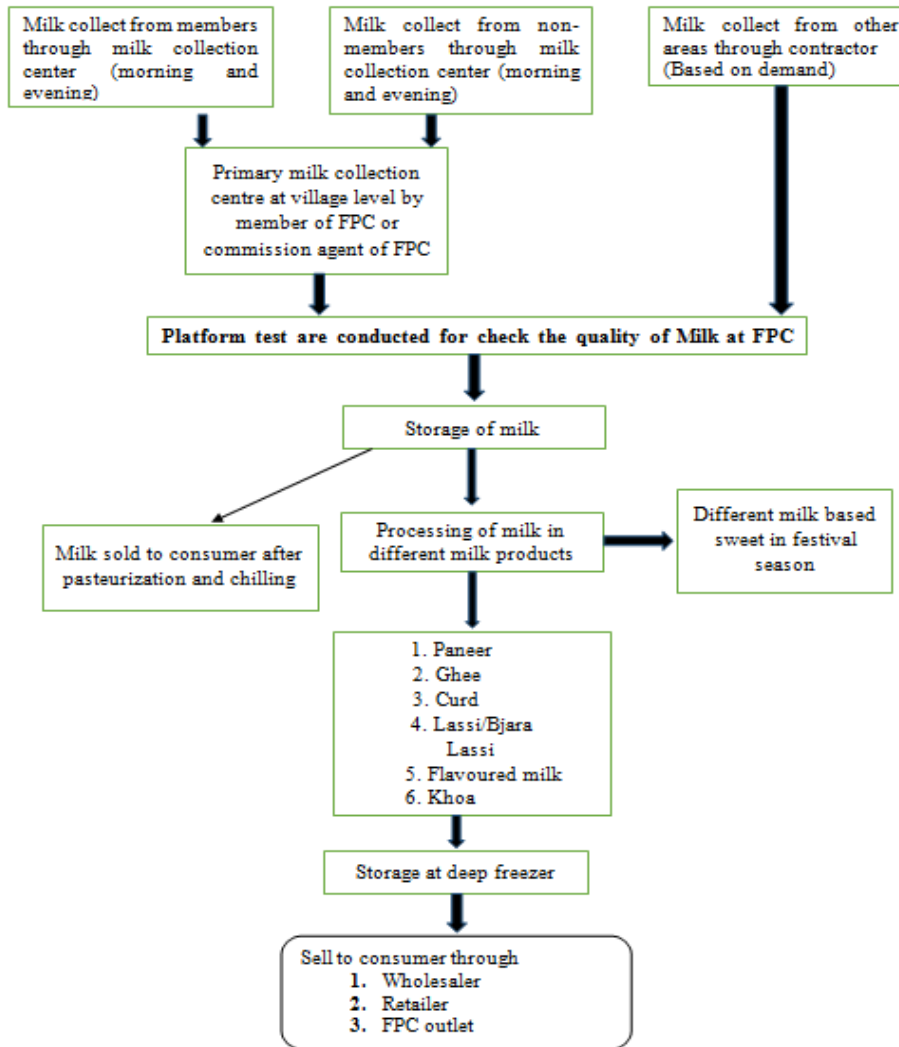 Milk collect from members
through milk collection
center (morning and
evening)
Milk collect from non-
members through milk
collection center (morning
and evening)
Milk collect from other
areas through contractor
(Based on demand)
Primary milk collection
centre at village level by
member of FPC or
commission agent of FPC
Platform test are conducted for check the quality of Milk at FPC
Storage of milk
Milk sold to consumer after
pasteurization and chilling
Processing of milk in
different milk products
Different milk based
sweet in festival
season
1. Paneer
2. Ghee
3. Curd
4. Lassi/Bjara
Lassi
5. Flavoured milk
6. Khoa
Storage at deep freezer
Sell to consumer through
1. Wholesaler
2. Retailer
3. FPC outlet